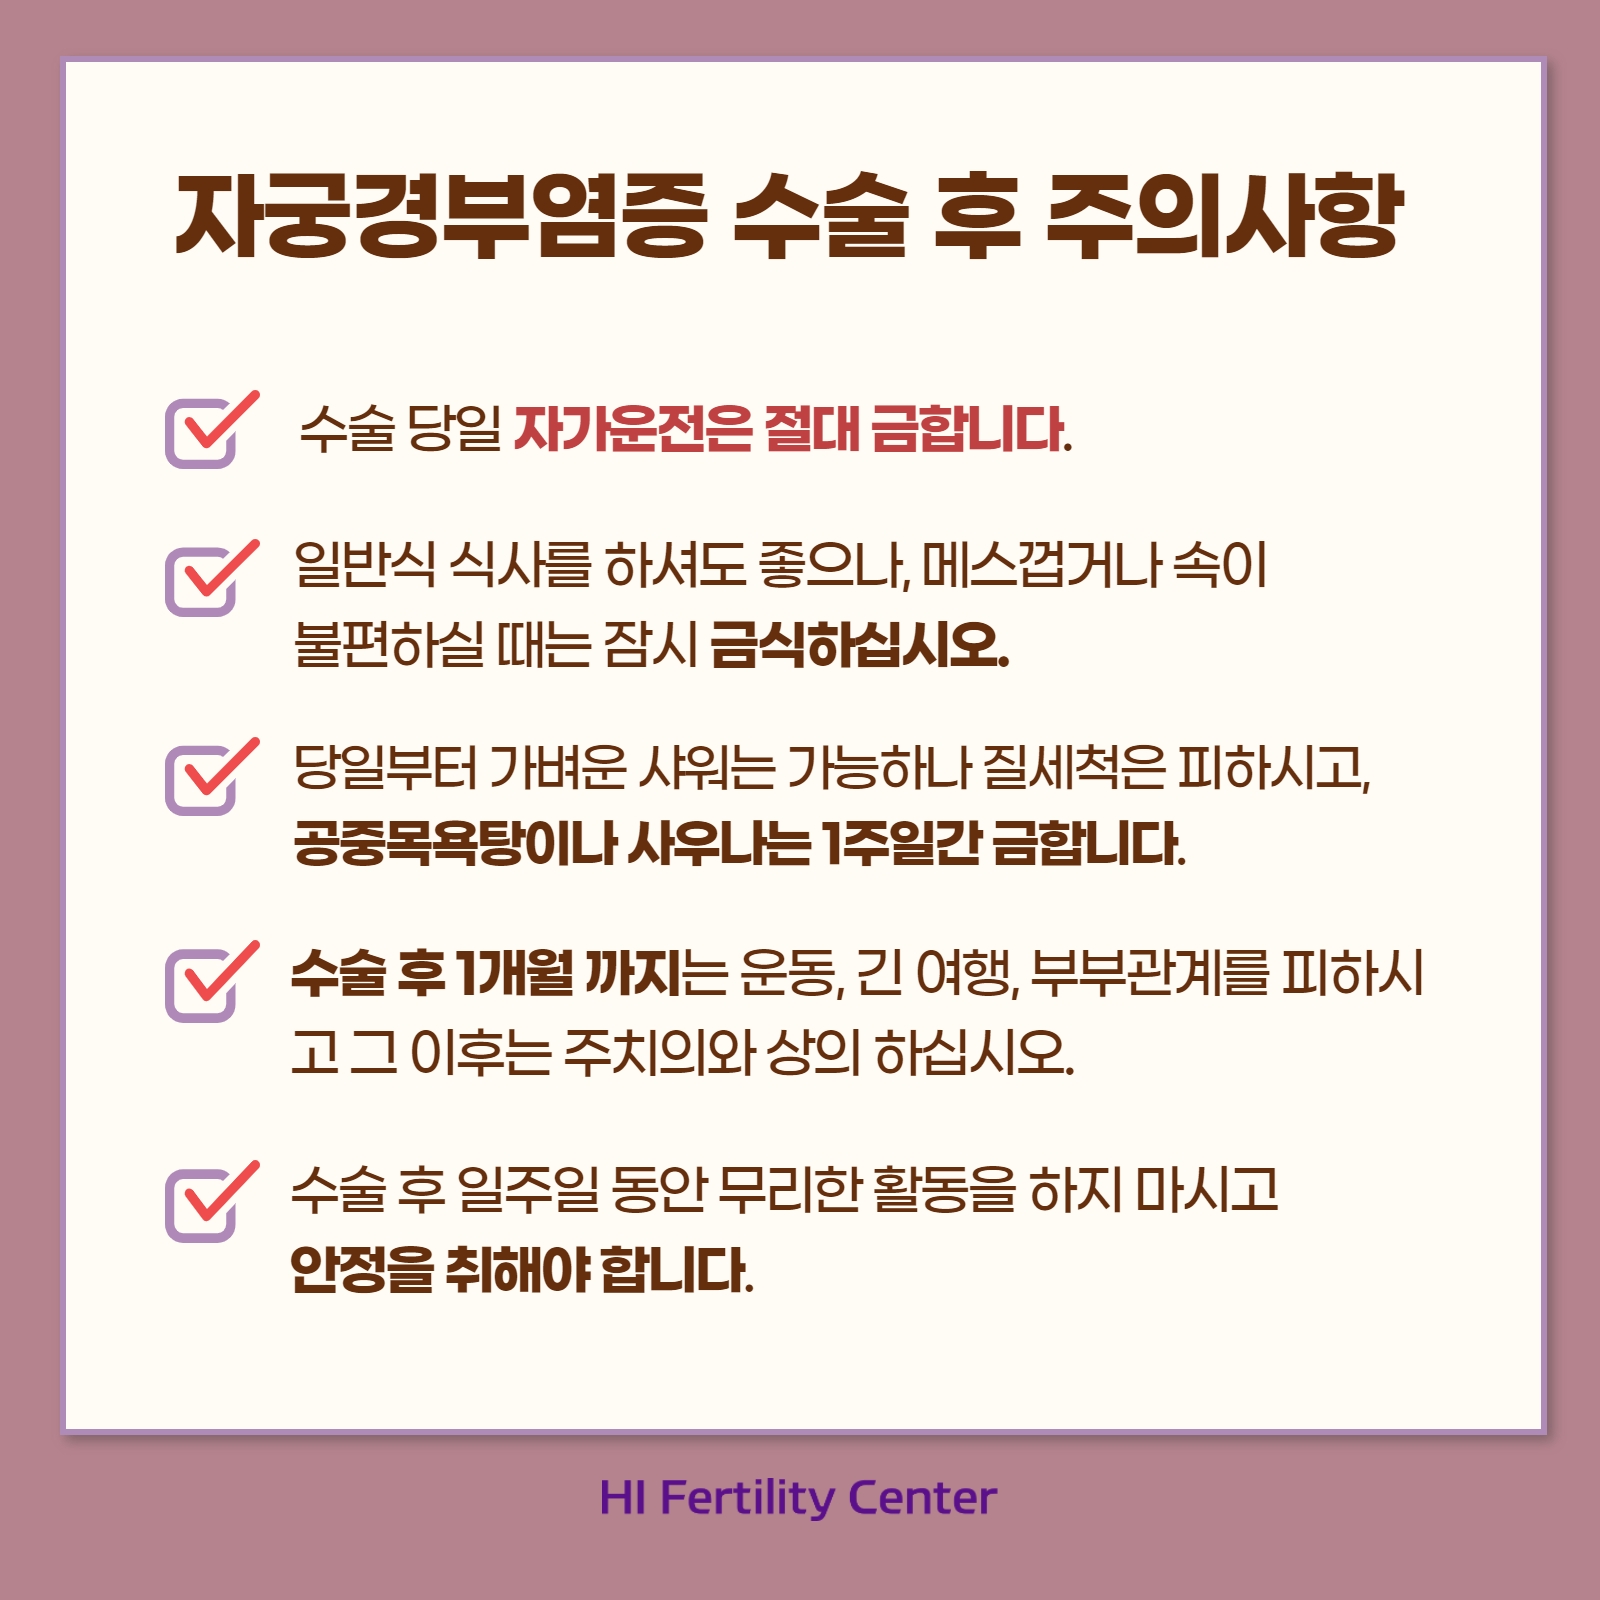 자궁경부염증 수술 후 주의사항
수술 당일 자가운전은 절대 금합니다.
일반식 식사를 하셔도 좋으나, 메스껍거나 속이
불편하실 때는 잠시 금식하십시오.
당일부터 가벼운 샤워는 가능하나 질세척은 피하시고,
공중목욕탕이나 사우나는 1주일간 금합니다.
수술 후 1개월 까지는 운동, 긴 여행, 부부관계를 피하시
고 그 이후는 주치의와 상의 하십시오.
수술 후 일주일 동안 무리한 활동을 하지 마시고
안정을 취해야 합니다.
HI Fertility Center